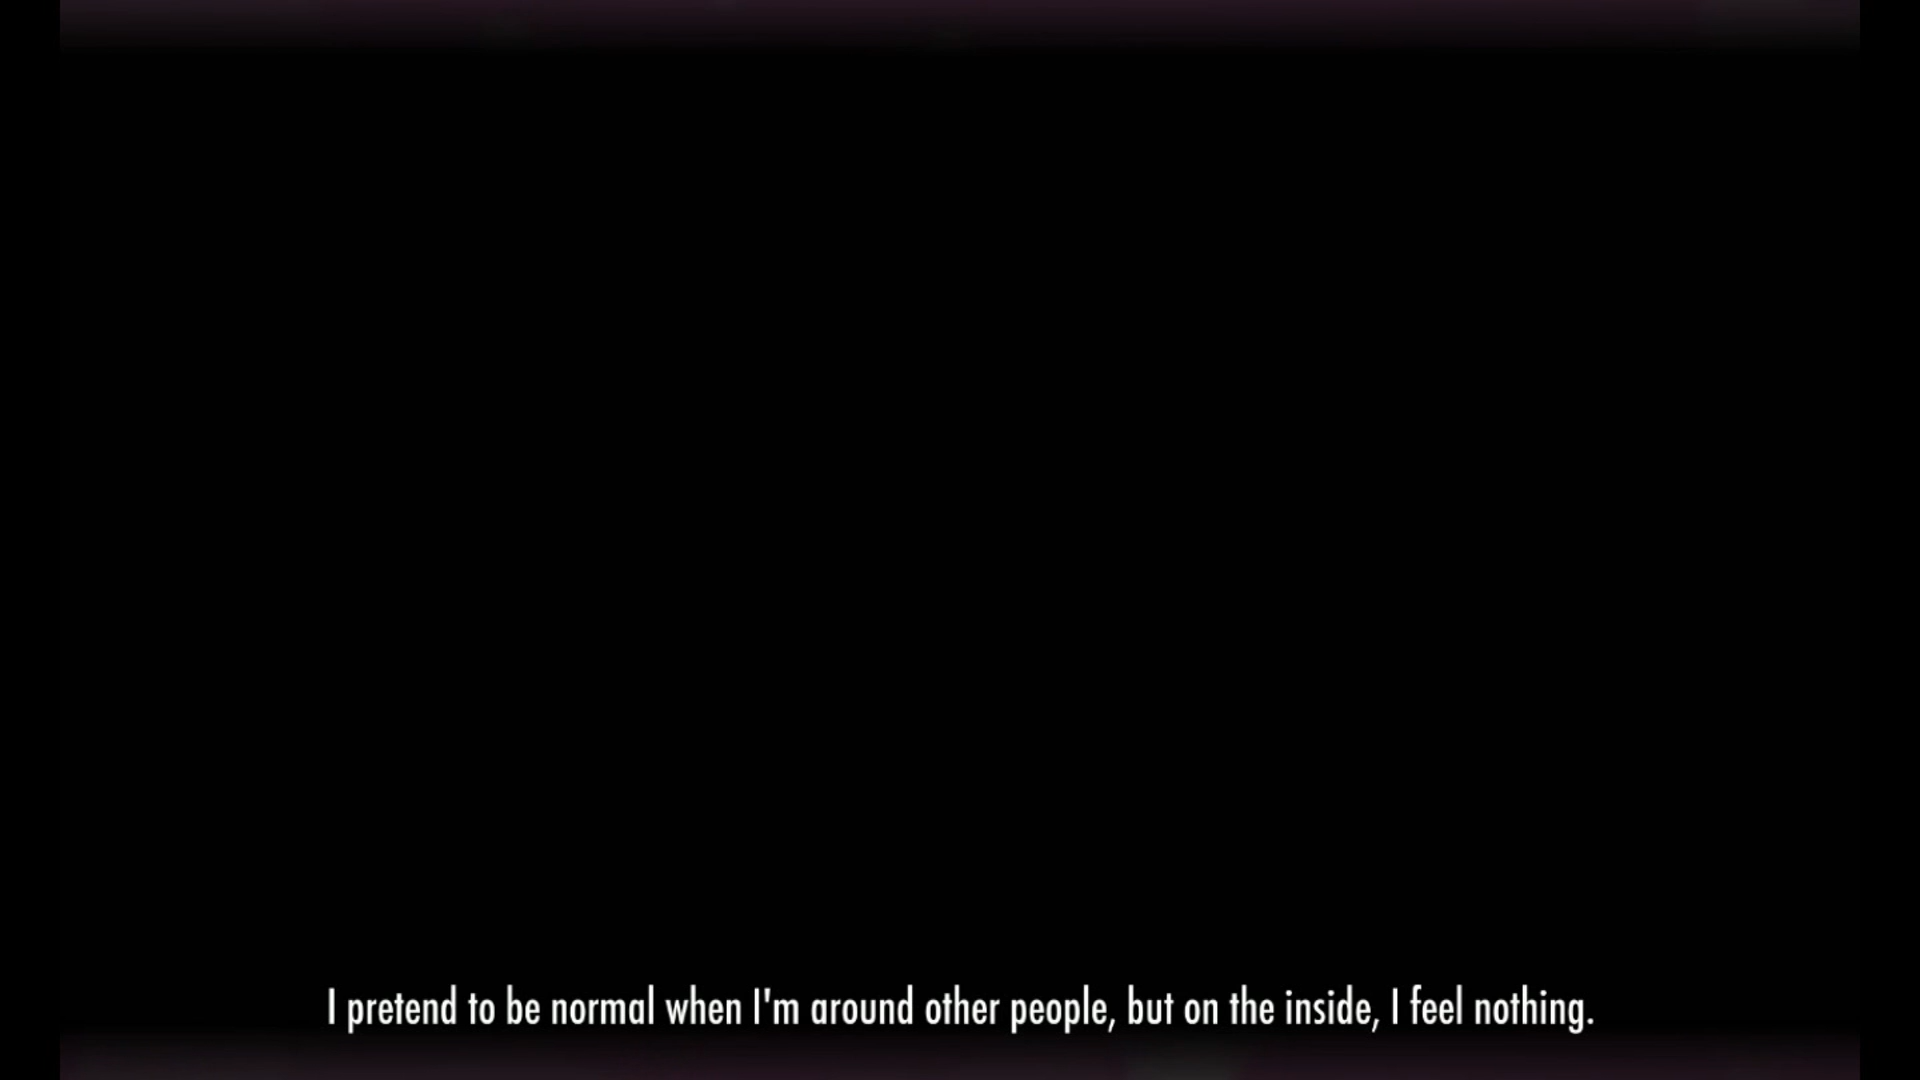 I pretend to be normal when I'm around other people, but on the inside, I feel nothing.